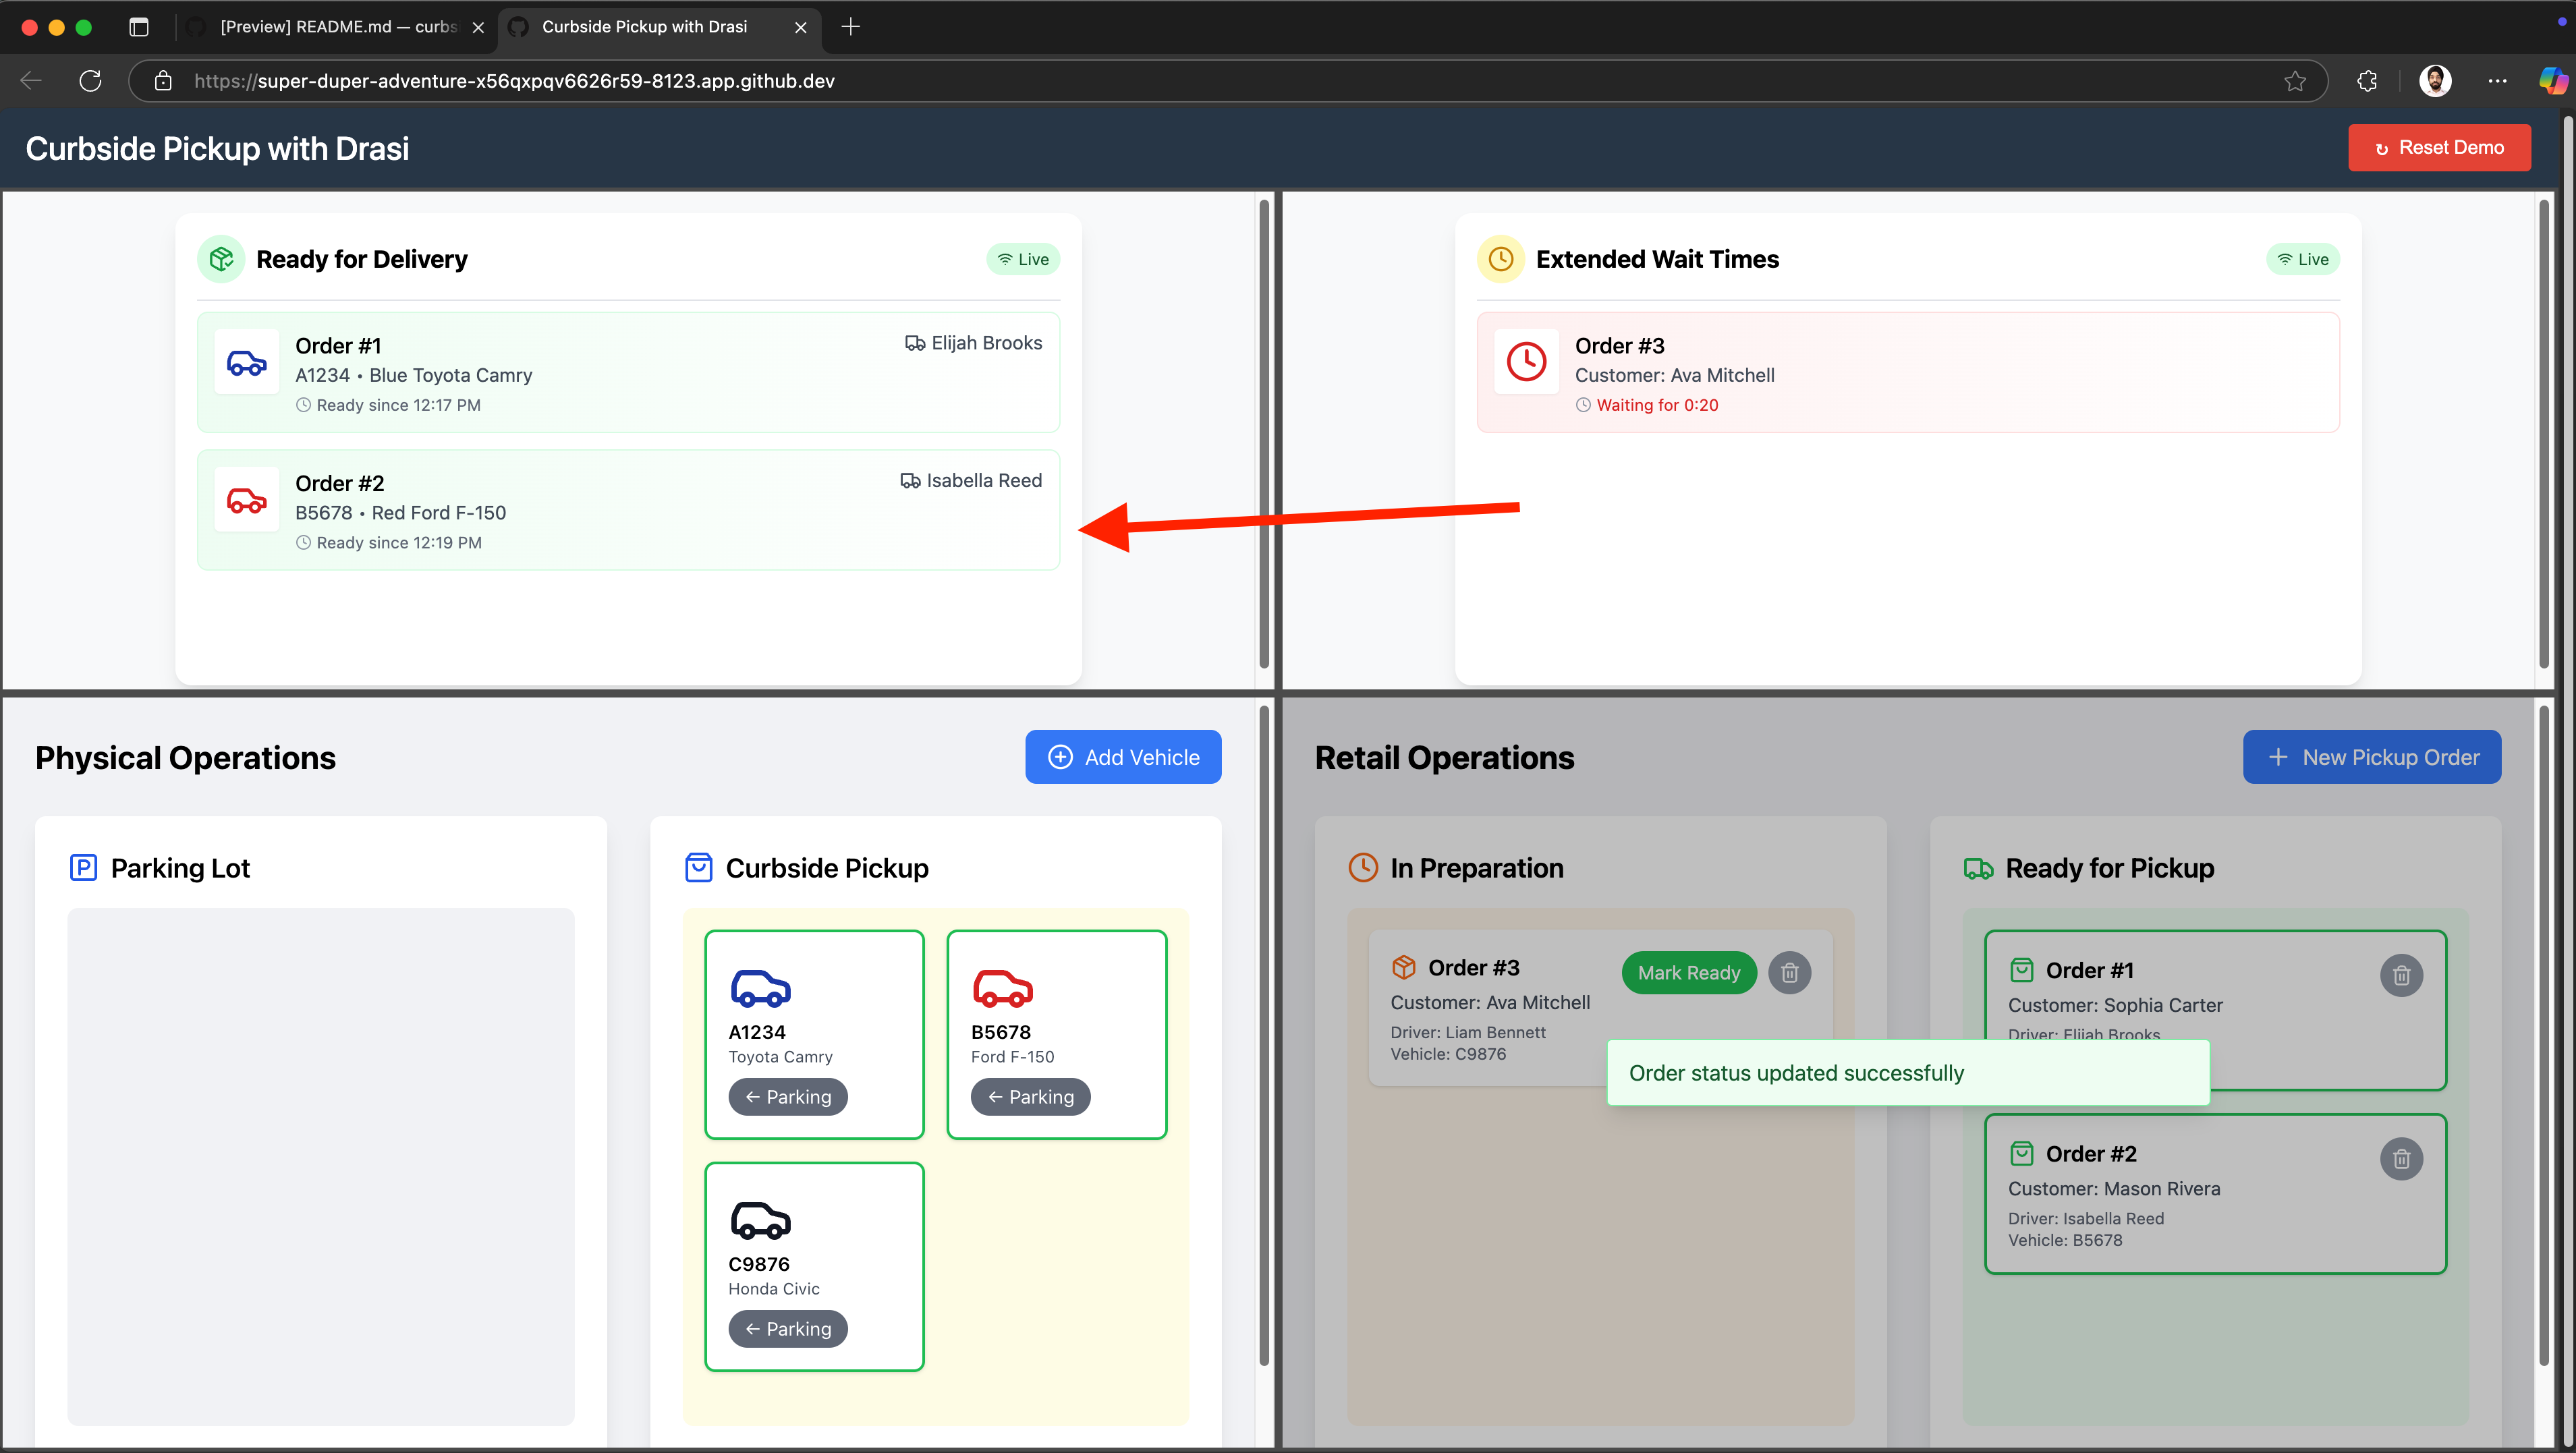 [Preview] README.md — curbs
Curbside Pickup with Drasi
https://super-duper-adventure-x56qxpqv6626r59-8123.app.github.dev
Curbside Pickup with Drasi
Reset Demo
Ready for Delivery
Live
Order #1
Elijah Brooks
A1234 • Blue Toyota Camry
Ready since 12:17 PM
Order #2
Isabella Reed
B5678 • Red Ford F-150
Ready since 12:19 PM
Extended Wait Times
Live
Order #3
Customer: Ava Mitchell
Waiting for 0:20
Physical Operations
Add Vehicle
P Parking Lot
Curbside Pickup
A1234
Toyota Camry
← Parking
B5678
Ford F-150
← Parking
C9876
Honda Civic
← Parking
Retail Operations
+ New Pickup Order
In Preparation
Order #3
Mark Ready
Customer: Ava Mitchell
Driver: Liam Bennett
Vehicle: C9876
Ready for Pickup
Order #1
Customer: Sophia Carter
Driver: Elijah Brooks
Order status updated successfully
Order #2
Customer: Mason Rivera
Driver: Isabella Reed
Vehicle: B5678